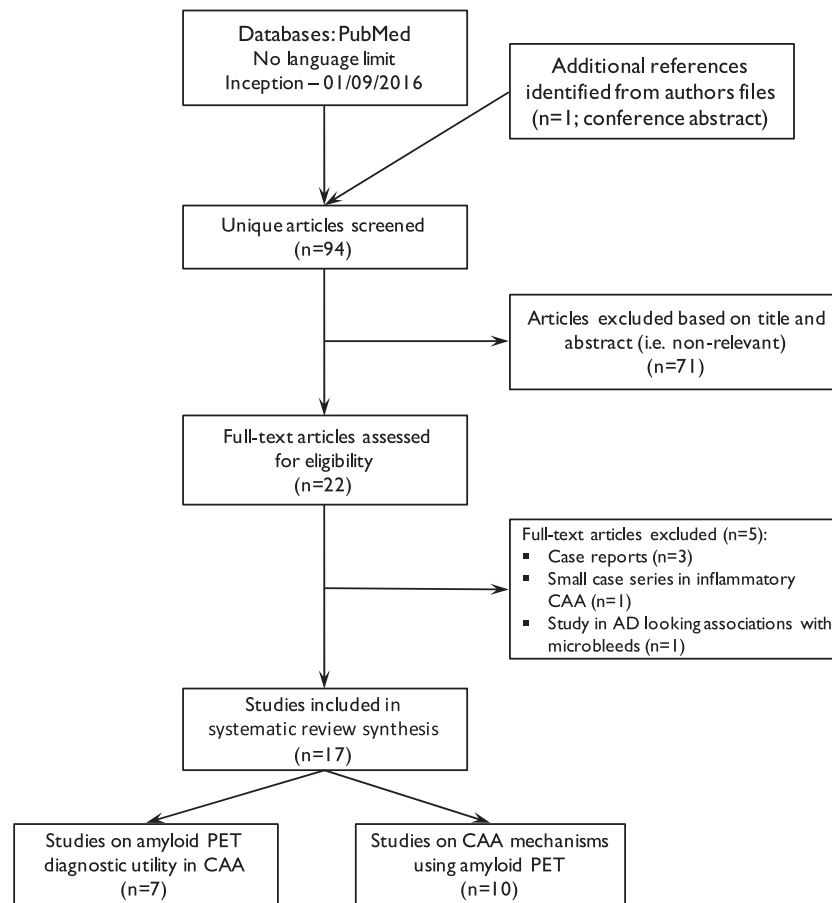 Databases: PubMed
No language limit
Inception – 01/09/2016
Additional references
identified from authors files
(n=1; conference abstract)
Unique articles screened
(n=94)
Articles excluded based on title and
abstract (i.e. non-relevant)
(n=71)
Full-text articles assessed
for eligibility
(n=22)
Full-text articles excluded (n=5):
▪ Case reports (n=3)
▪ Small case series in inflammatory
CAA (n=1)
▪ Study in AD looking associations with
microbleeds (n=1)
Studies included in
systematic review synthesis
(n=17)
Studies on amyloid PET
diagnostic utility in CAA
(n=7)
Studies on CAA mechanisms
using amyloid PET
(n=10)